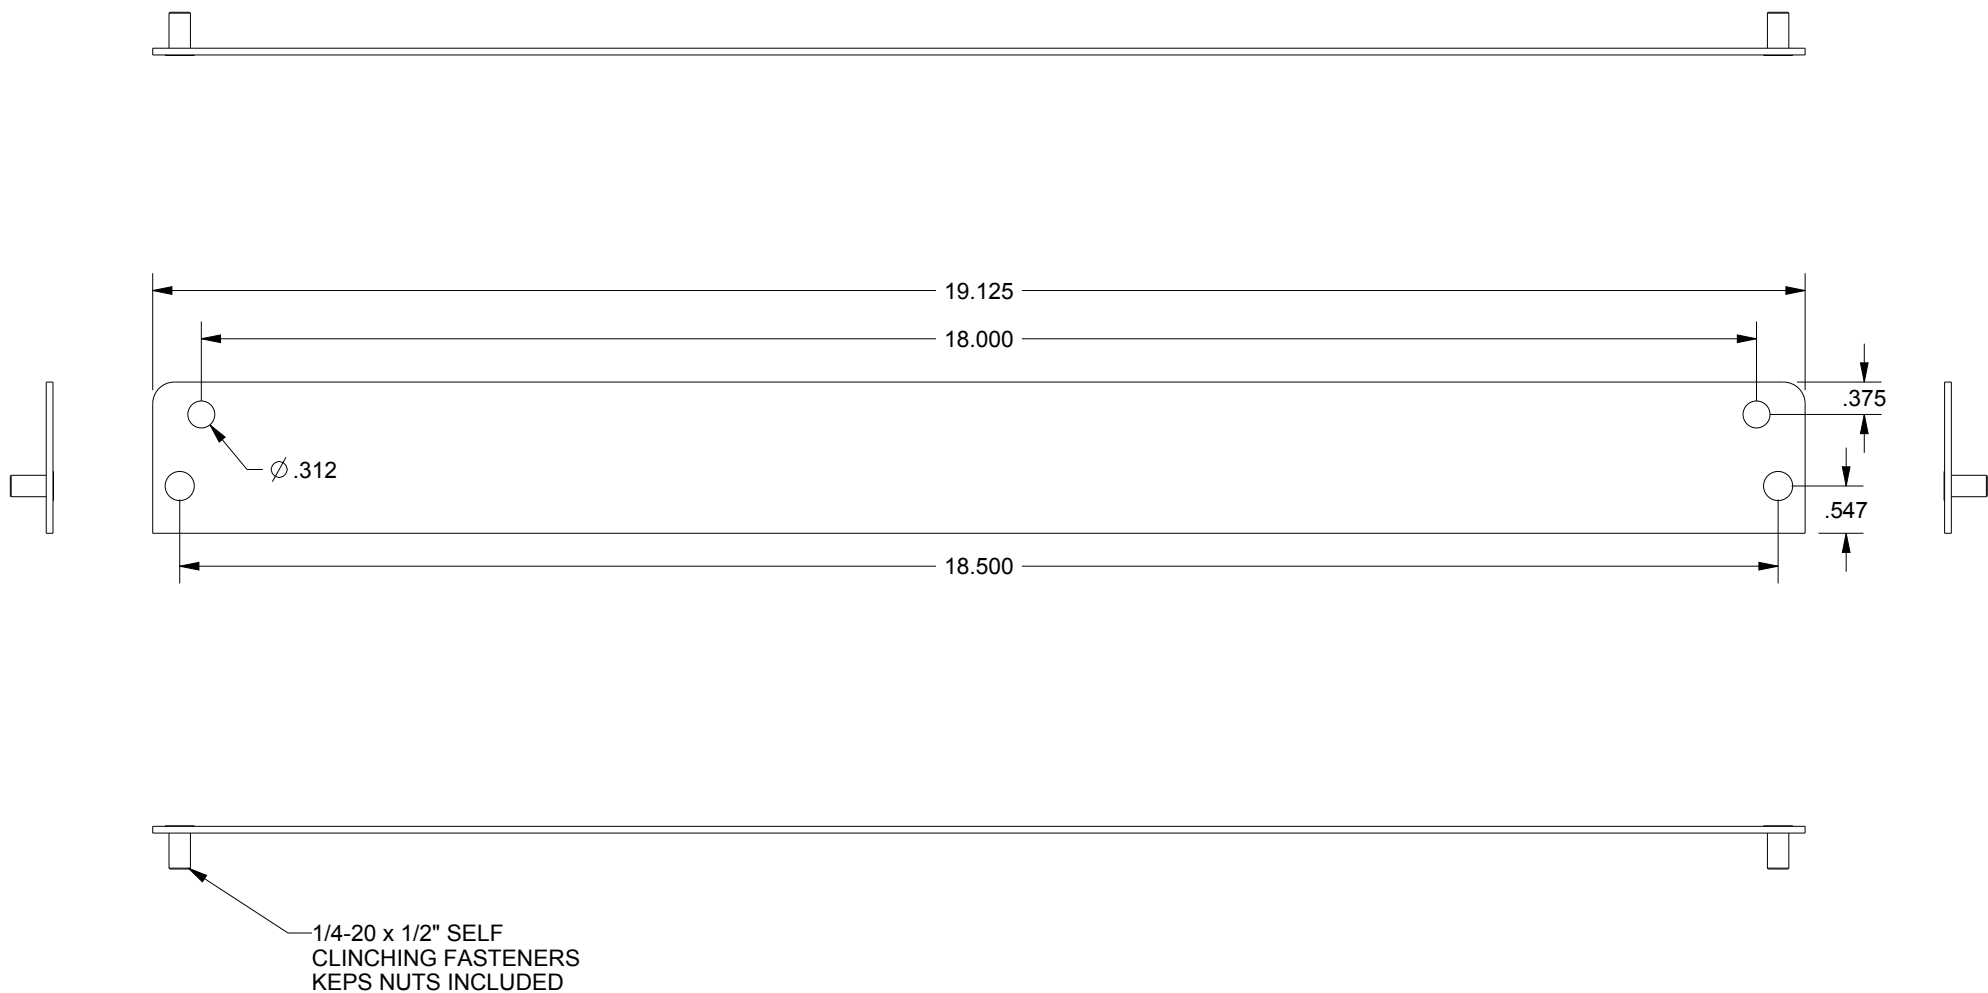 19.125
18.000
.375
Ø .312
.547
18.500
1/4-20 x 1/2" SELF
CLINCHING FASTENERS
KEPS NUTS INCLUDED